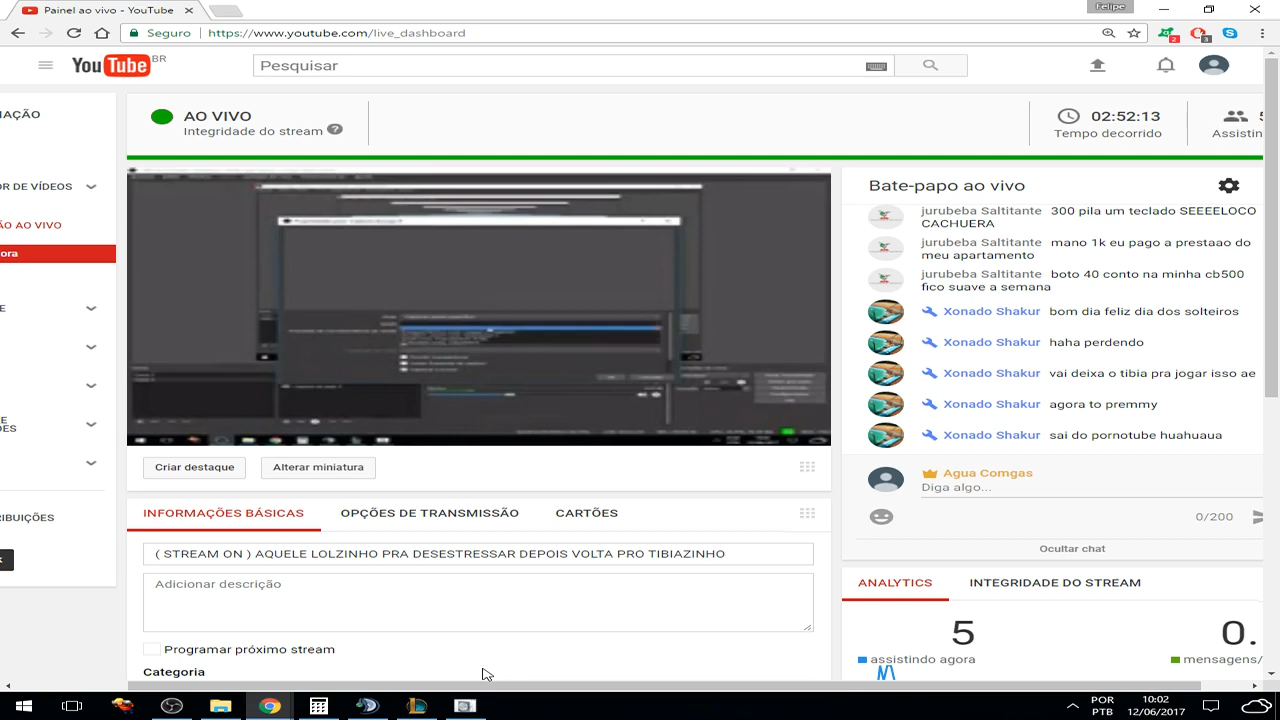 Painel ao vivo - YouTube
Felipe
Seguro
https://www.youtube.com/live_dashboard
2
3
YouTube BR
Pesquisar
AÇÃO
OR DE VÍDEOS
ÃO AO VIVO
ora
E
E
ÕES
RIBUIÇÕES
AO VIVO
Integridade do stream ?
02:52:13
Tempo decorrido
Assistin
Criar destaque
Alterar miniatura
INFORMAÇÕES BÁSICAS
OPÇÕES DE TRANSMISSÃO
CARTÕES
( STREAM ON ) AQUELE LOLZINHO PRA DESESTRESSAR DEPOIS VOLTA PRO TIBIAZINHO
Adicionar descrição
Programar próximo stream
Categoria
Bate-papo ao vivo
jurubeba Saltitante 300 pila um teclado SEEEELOCO
CACHUERA
jurubeba Saltitante mano 1k eu pago a prestaao do
meu apartamento
jurubeba Saltitante boto 40 conto na minha cb500
fico suave a semana
Xonado Shakur bom dia feliz dia dos solteiros
Xonado Shakur haha perdendo
Xonado Shakur vai deixa o tibia pra jogar isso ae
Xonado Shakur agora to premmy
Xonado Shakur sai do pornotube huahuaua
Agua Comgas
Diga algo...
0/200
Ocultar chat
ANALYTICS
INTEGRIDADE DO STREAM
5
assistindo agora
0.
mensagens/
POR
PTB
10:02
12/06/2017